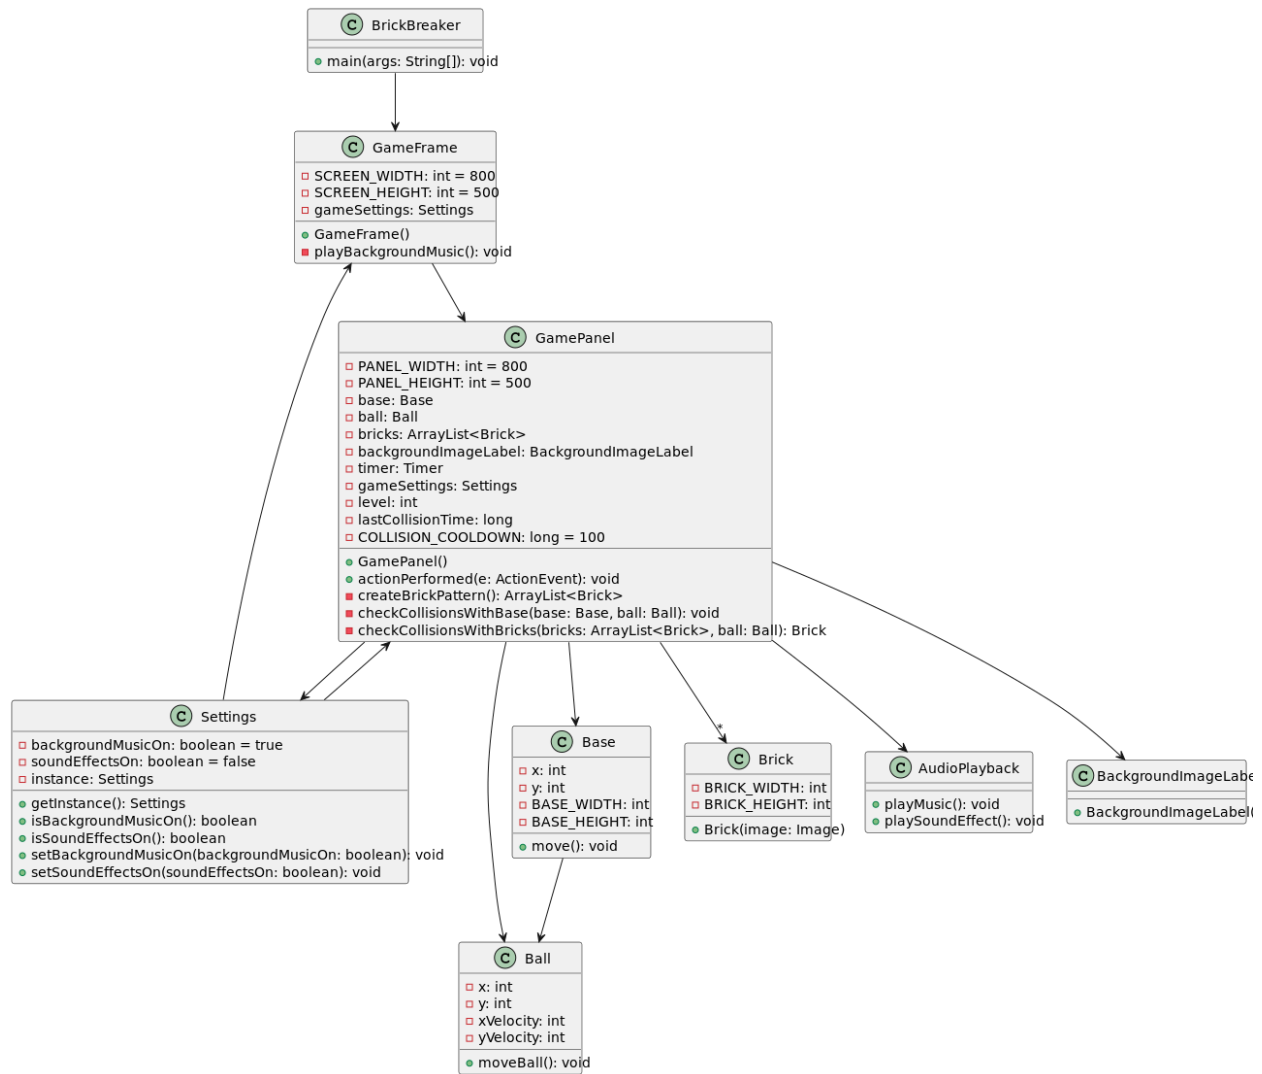 C BrickBreaker
main(args: String[]): void
C GameFrame
SCREEN_WIDTH: int = 800
SCREEN_HEIGHT: int = 500
gameSettings: Settings
GameFrame()
playBackgroundMusic(): void
C GamePanel
PANEL_WIDTH: int = 800
PANEL_HEIGHT: int = 500
base: Base
ball: Ball
bricks: ArrayList<Brick>
backgroundImageLabel: BackgroundImageLabel
timer: Timer
gameSettings: Settings
level: int
lastCollisionTime: long
COLLISION_COOLDOWN: long = 100
GamePanel()
actionPerformed(e: ActionEvent): void
createBrickPattern(): ArrayList<Brick>
checkCollisionsWithBase(base: Base, ball: Ball): void
checkCollisionsWithBricks(bricks: ArrayList<Brick>, ball: Ball): Brick
C Settings
backgroundMusicOn: boolean = true
soundEffectsOn: boolean = false
instance: Settings
getInstance(): Settings
isBackgroundMusicOn(): boolean
isSoundEffectsOn(): boolean
setBackgroundMusicOn(backgroundMusicOn: boolean): void
setSoundEffectsOn(soundEffectsOn: boolean): void
C Base
x: int
y: int
BASE_WIDTH: int
BASE_HEIGHT: int
move(): void
*
C Brick
BRICK_WIDTH: int
BRICK_HEIGHT: int
Brick(image: Image)
C AudioPlayback
playMusic(): void
playSoundEffect(): void
C BackgroundImageLabe
BackgroundImageLabel(
C Ball
x: int
y: int
xVelocity: int
yVelocity: int
moveBall(): void